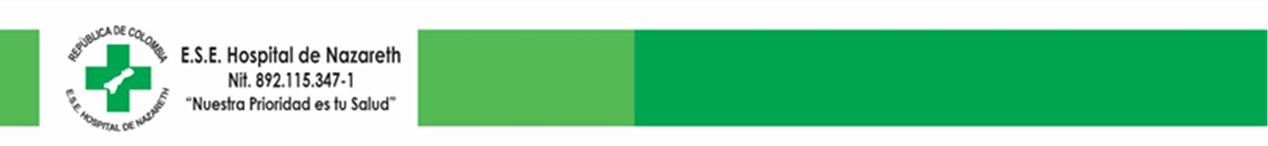 REPÚBLICA DE COLOMBIA
E.S.E. HOSPITAL DE NAZARETH
E.S.E. Hospital de Nazareth
Nit. 892.115.347-1
“Nuestra Prioridad es tu Salud”